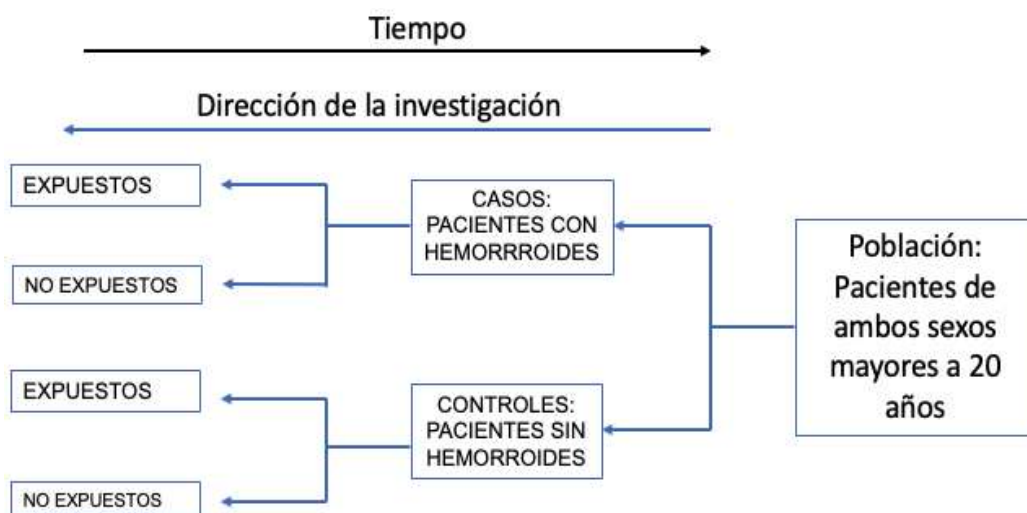 Tiempo
Dirección de la investigación
EXPUESTOS
NO EXPUESTOS
CASOS:
PACIENTES CON
HEMORRROIDES
EXPUESTOS
NO EXPUESTOS
CONTROLES:
PACIENTES SIN
HEMORROIDES
Población:
Pacientes de
ambos sexos
mayores a 20
años